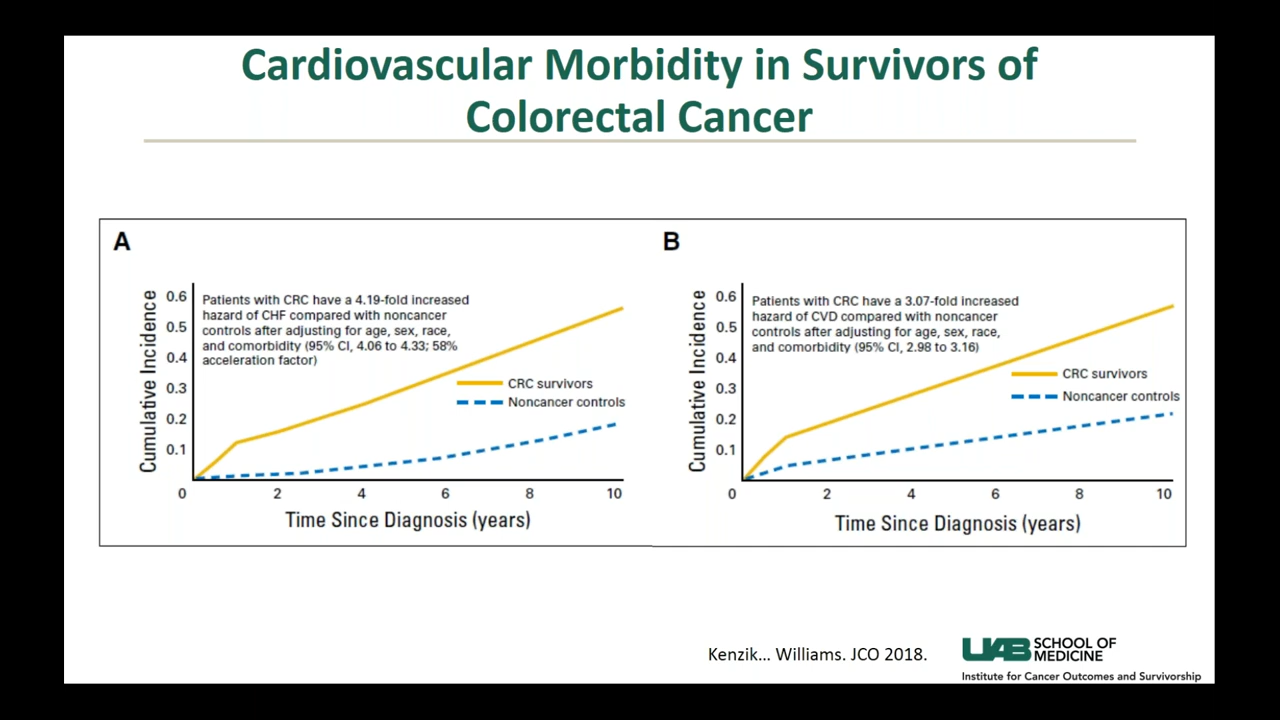 Cardiovascular Morbidity in Survivors of
Colorectal Cancer
A
Cumulative Incidence
0.6
0.5
0.4
0.3
0.2
0.1
0
2
4
6
8
10
Patients with CRC have a 4.19-fold increased
hazard of CHF compared with noncancer
controls after adjusting for age, sex, race,
and comorbidity (95% CI, 4.06 to 4.33; 58%
acceleration factor)
CRC survivors
Noncancer controls
Time Since Diagnosis (years)
B
Cumulative Incidence
0.6
0.5
0.4
0.3
0.2
0.1
0
2
4
6
8
10
Patients with CRC have a 3.07-fold increased
hazard of CVD compared with noncancer
controls after adjusting for age, sex, race,
and comorbidity (95% CI, 2.98 to 3.16)
CRC survivors
Noncancer controls
Time Since Diagnosis (years)
Kenzik... Williams. JCO 2018.
UAB SCHOOL OF
MEDICINE
Institute for Cancer Outcomes and Survivorship